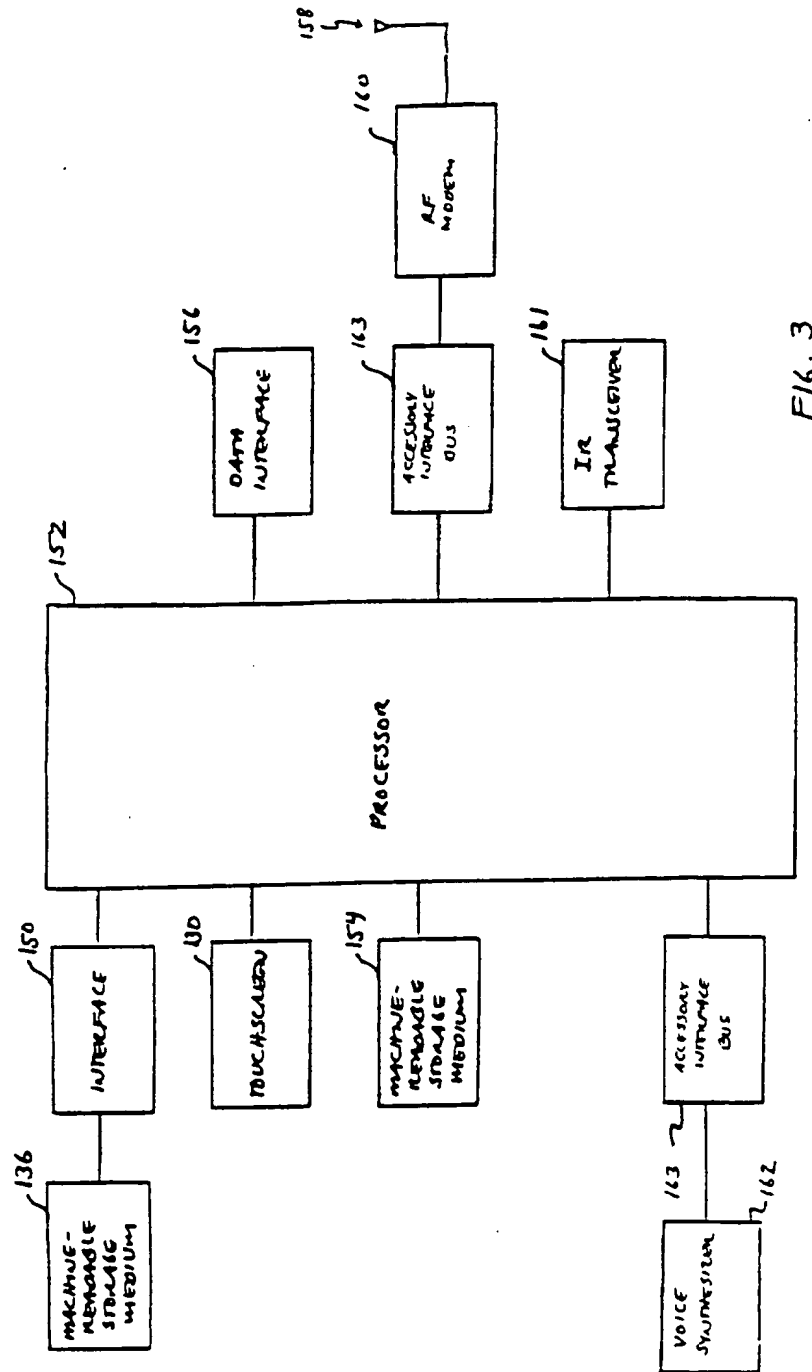 136
MACHINE-
READABLE
STORAGE
MEDIUM
150
INTERFACE
130
TOUCHSCREEN
154
MACHINE-
READABLE
STORAGE
MEDIUM
VOICE
SYNTHESIZER
162
163
ACCESSORY
INTERFACE
BUS
152
PROCESSOR
156
DATA
INTERFACE
163
ACCESSORY
INTERFACE
BUS
160
RF
MODEM
158
161
IR
TRANSCEIVER
FIG. 3